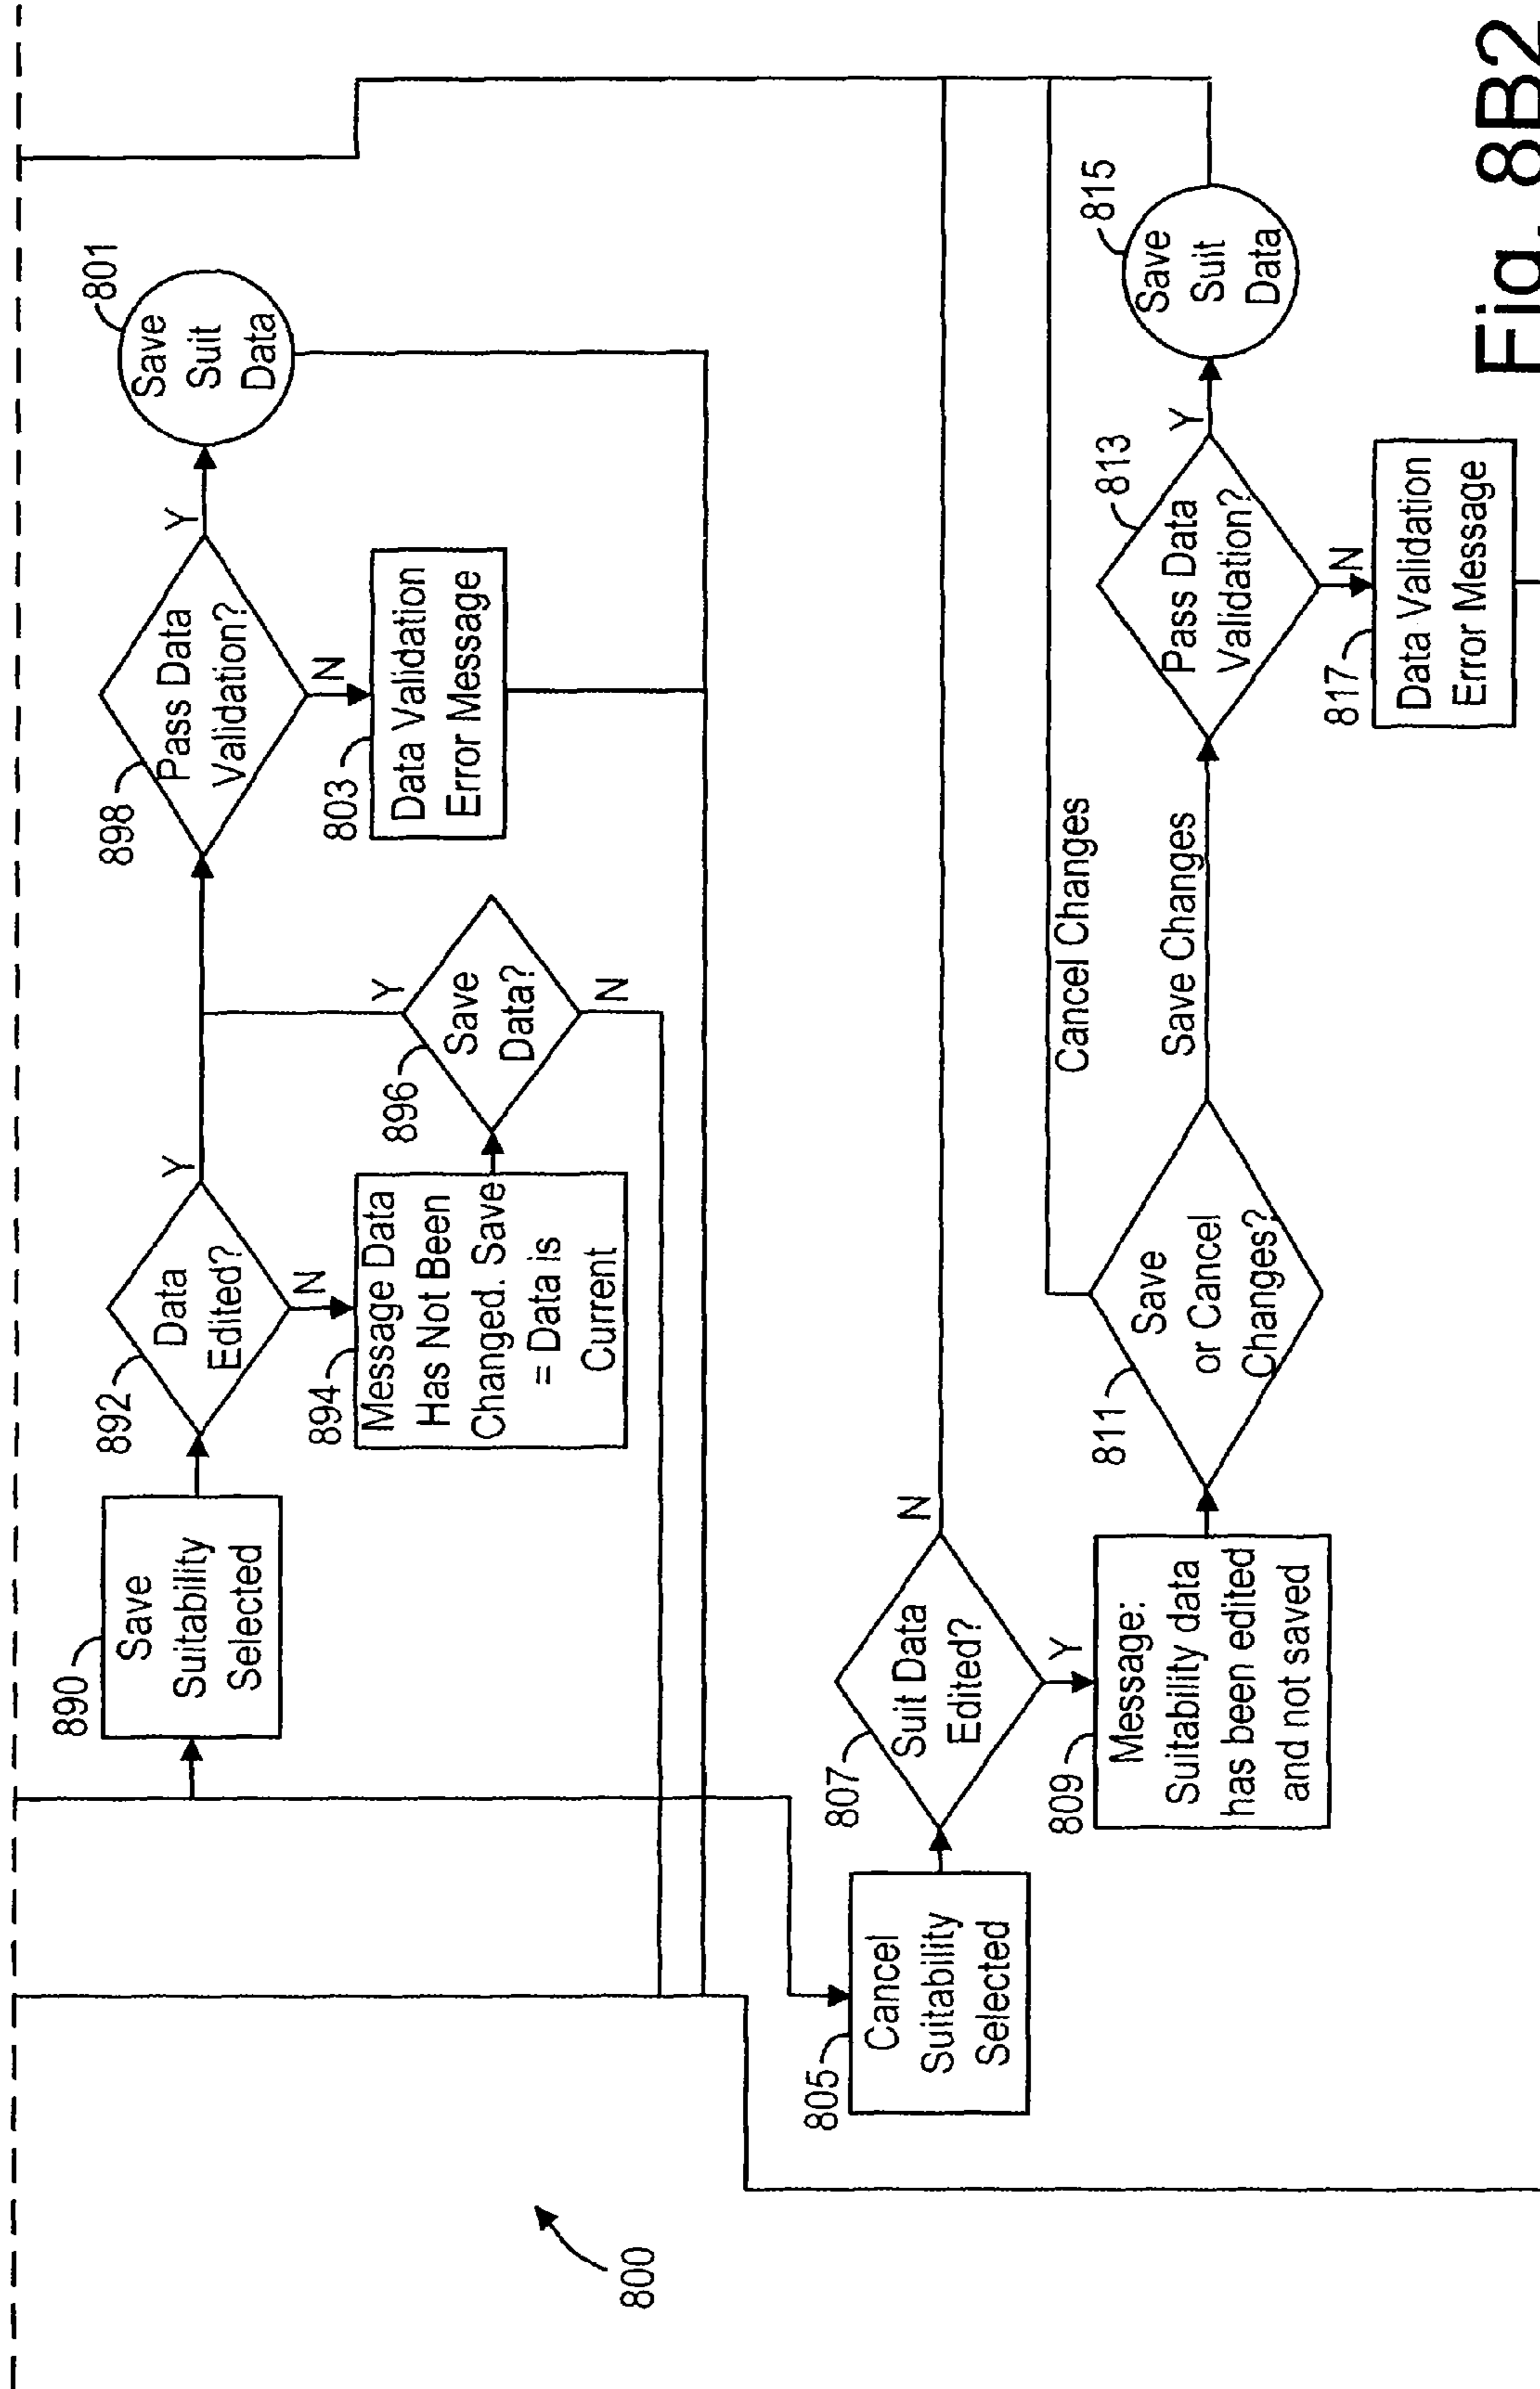 800
890
Save
Suitability
Selected
892
Data
Edited?
Y
N
894
Message Data
Has Not Been
Changed. Save
= Data is
Current
896
Save
Data?
Y
N
898
Pass Data
Validation?
Y
N
801
Save
Suit
Data
803
Data Validation
Error Message
805
Cancel
Suitability
Selected
807
Suit Data
Edited?
N
Y
809
Message:
Suitability data
has been edited
and not saved
811
Save
or Cancel
Changes?
Cancel Changes
Save Changes
813
Pass Data
Validation?
Y
N
815
Save
Suit
Data
817
Data Validation
Error Message
Fig. 8B2